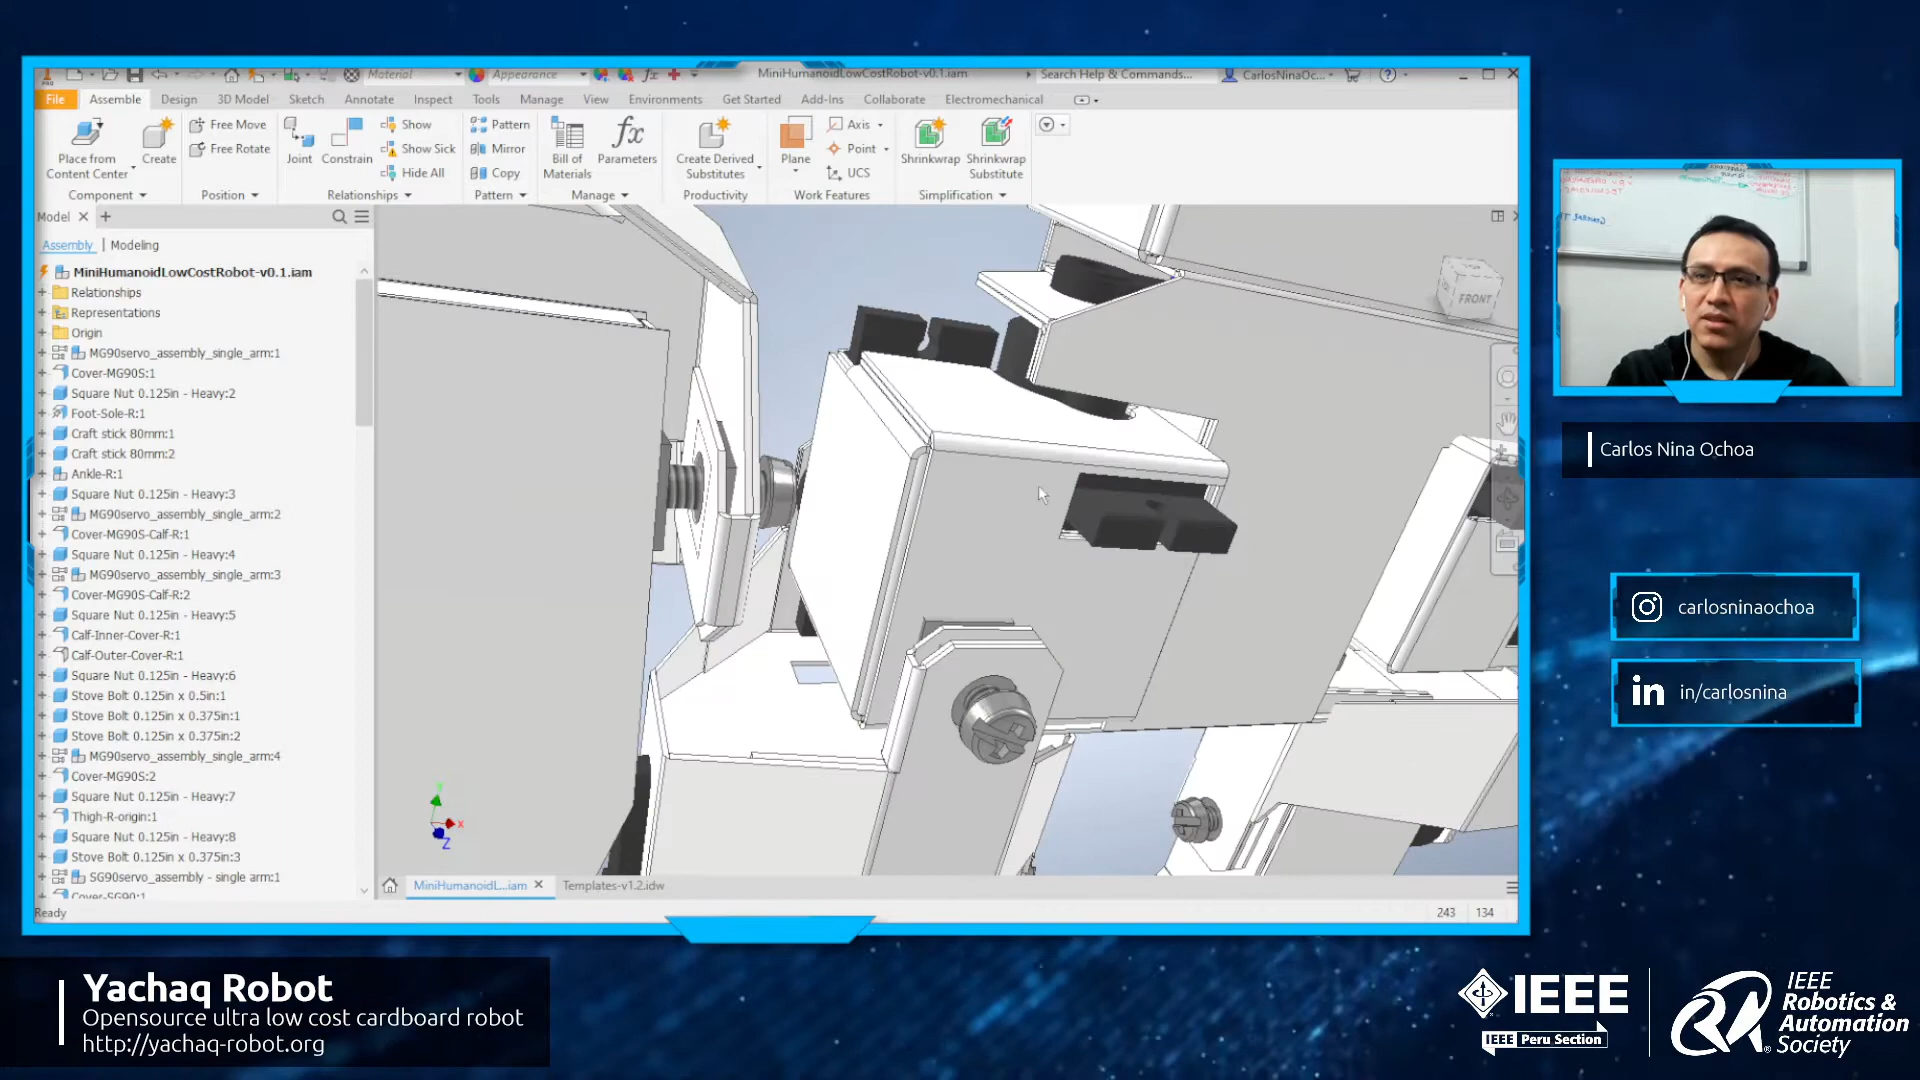 Material
Appearance
MiniHumanoidLowCostRobot-v0.1.iam
Search Help & Commands...
CarlosNinaOc...
File Assemble Design 3D Model Sketch Annotate Inspect Tools Manage View Environments Get Started Add-Ins Collaborate Electromechanical
Place from Content Center
Create
Free Move
Free Rotate
Joint
Constrain
Show
Show Sick
Hide All
Pattern
Mirror
Copy
Bill of Materials
Parameters
Create Derived Substitutes
Plane
Axis
Point
UCS
Shrinkwrap
Shrinkwrap Substitute
Component Position Relationships Pattern Manage Productivity Work Features Simplification
Model
Assembly | Modeling
MiniHumanoidLowCostRobot-v0.1.iam
Relationships
Representations
Origin
MG90servo_assembly_single_arm:1
Cover-MG90S:1
Square Nut 0.125in - Heavy:2
Foot-Sole-R:1
Craft stick 80mm:1
Craft stick 80mm:2
Ankle-R:1
Square Nut 0.125in - Heavy:3
MG90servo_assembly_single_arm:2
Cover-MG90S-Calf-R:1
Square Nut 0.125in - Heavy:4
MG90servo_assembly_single_arm:3
Cover-MG90S-Calf-R:2
Square Nut 0.125in - Heavy:5
Calf-Inner-Cover-R:1
Calf-Outer-Cover-R:1
Square Nut 0.125in - Heavy:6
Stove Bolt 0.125in x 0.5in:1
Stove Bolt 0.125in x 0.375in:1
Stove Bolt 0.125in x 0.375in:2
MG90servo_assembly_single_arm:4
Cover-MG90S:2
Square Nut 0.125in - Heavy:7
Thigh-R-origin:1
Square Nut 0.125in - Heavy:8
Stove Bolt 0.125in x 0.375in:3
SG90servo_assembly - single arm:1
Cover-SG90:1
FRONT
Y
X
Z
MiniHumanoidL...iam
Templates-v1.2.idw
Ready
243 134
Carlos Nina Ochoa
carlosninaochoa
in/carlosnina
Yachaq Robot
Opensource ultra low cost cardboard robot
http://yachaq-robot.org
IEEE
IEEE Peru Section
IEEE
Robotics &
Automation
Society